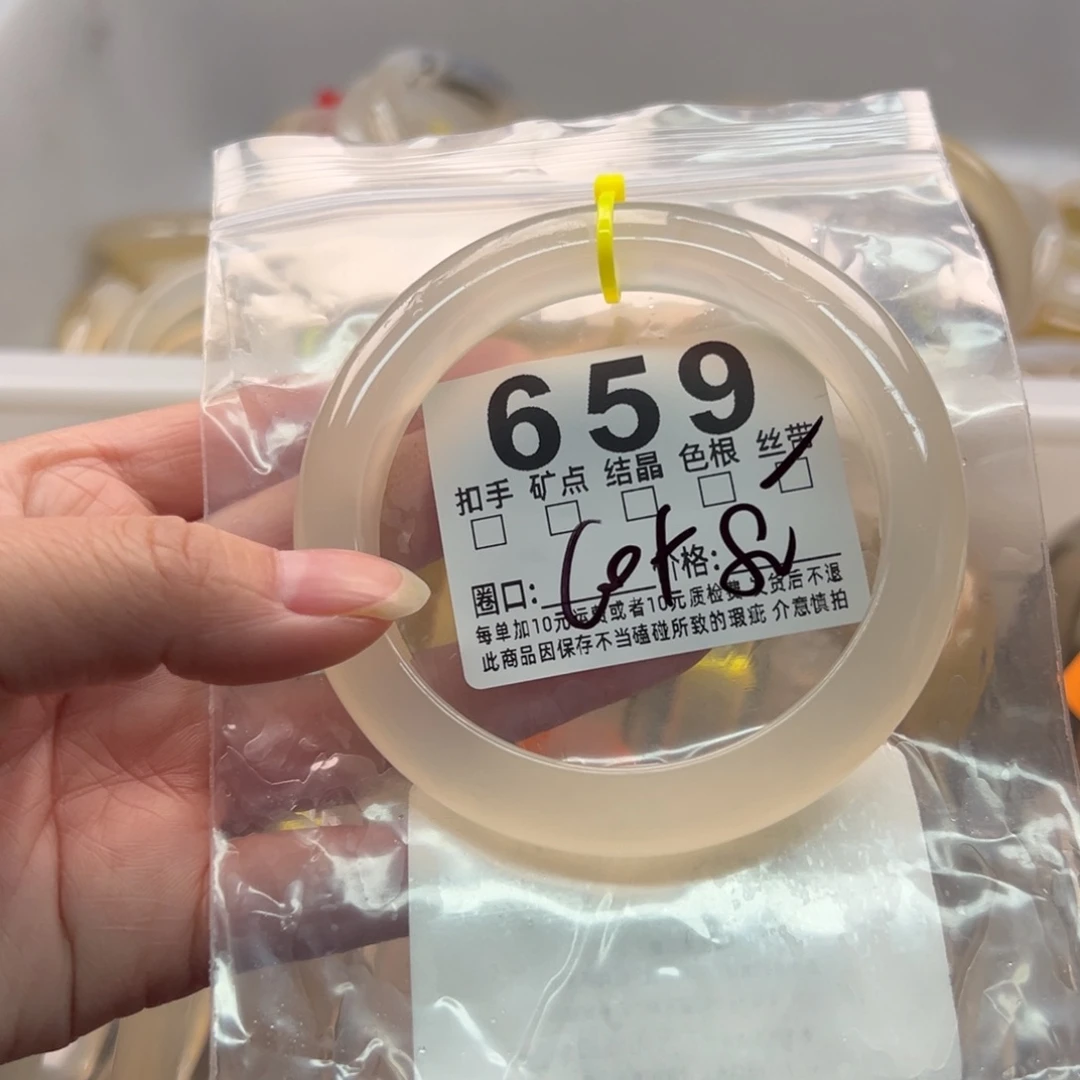 659
扣手 矿点 结晶 色根 丝带
圈口: 价格:
每单加10元运费或者10元质检费 发货后不退
此商品因保存不当磕碰所致的瑕疵 介意慎拍